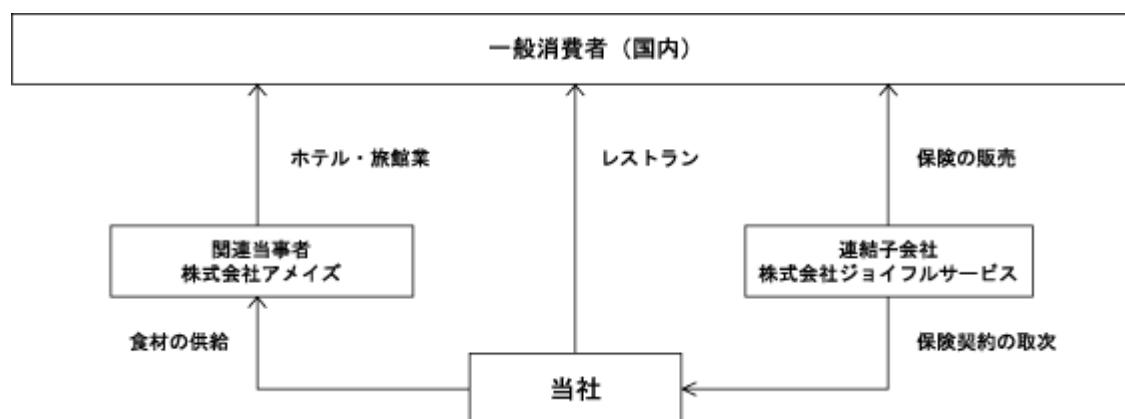 一般消費者（国内）
ホテル・旅館業
レストラン
保険の販売
関連当事者
株式会社アメイズ
連結子会社
株式会社ジョイフルサービス
食材の供給
保険契約の取次
当社